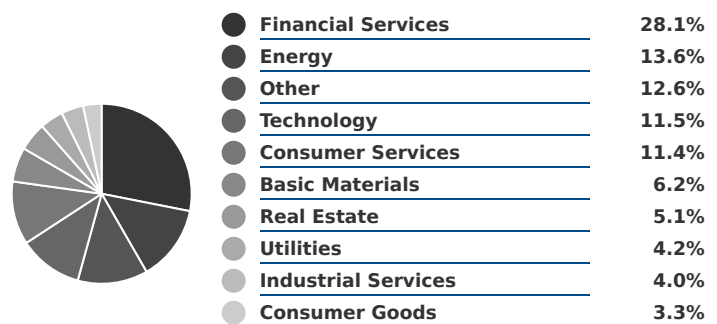 Financial Services 28.1%
Energy 13.6%
Other 12.6%
Technology 11.5%
Consumer Services 11.4%
Basic Materials 6.2%
Real Estate 5.1%
Utilities 4.2%
Industrial Services 4.0%
Consumer Goods 3.3%